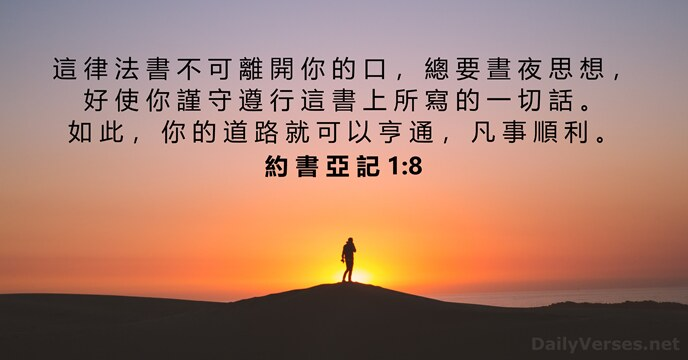 這律法書不可離開你的口，總要晝夜思想，
好使你謹守遵行這書上所寫的一切話。
如此，你的道路就可以亨通，凡事順利。
約書亞記 1:8
DailyVerses.net